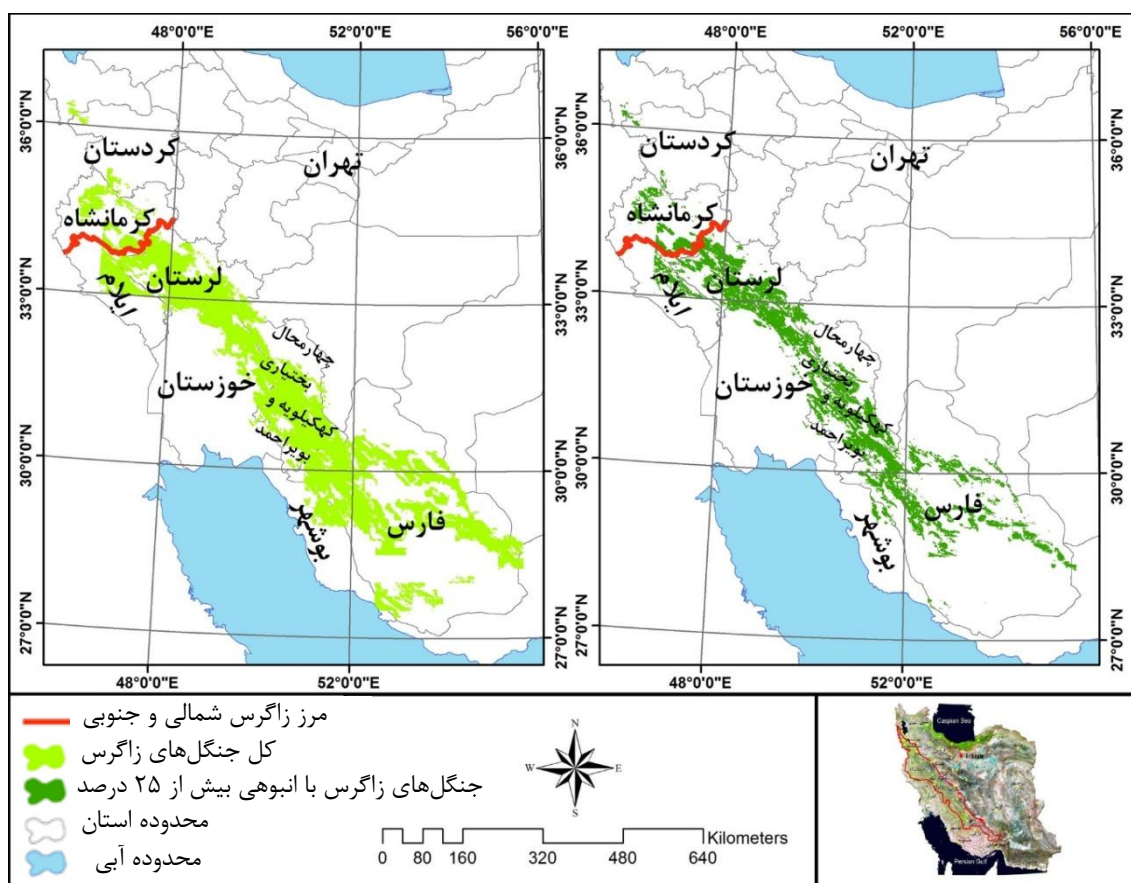 48°0'0"E 52°0'0"E 56°0'0"E
36°0'0"N
33°0'0"N
30°0'0"N
27°0'0"N
کردستان
تهران
کرمانشاه
ایلام
لرستان
چهارمحال
بختیاری
خوزستان
کهکیلویه و
بویراحمد
فارس
بوشهر
36°0'0"N
33°0'0"N
30°0'0"N
27°0'0"N
48°0'0"E 52°0'0"E
48°0'0"E 52°0'0"E 56°0'0"E
36°0'0"N
33°0'0"N
30°0'0"N
27°0'0"N
کردستان
تهران
کرمانشاه
ایلام
لرستان
چهارمحال
بختیاری
خوزستان
کهکیلویه و
بویراحمد
فارس
بوشهر
36°0'0"N
33°0'0"N
30°0'0"N
27°0'0"N
48°0'0"E 52°0'0"E
مرز زاگرس شمالی و جنوبی
کل جنگل‌های زاگرس
جنگل‌های زاگرس با انبوهی بیش از ۲۵ درصد
محدوده استان
محدوده آبی
N
W E
S
Kilometers
0 80 160 320 480 640
Caspian Sea
Persian Gulf